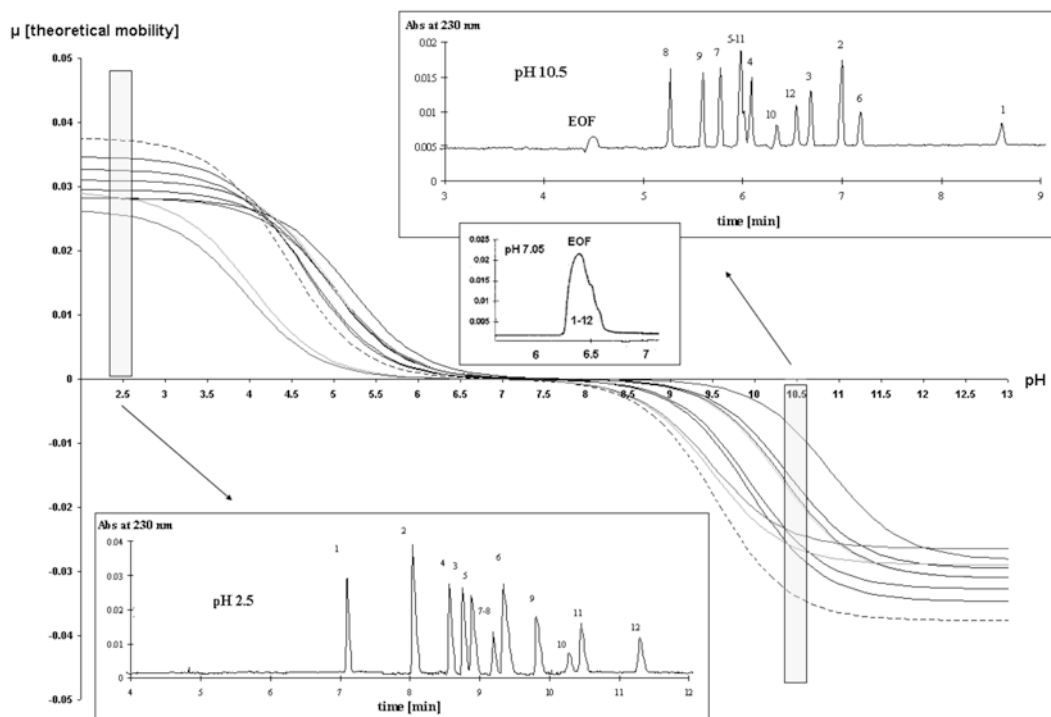 μ [theoretical mobility]
0.05
0.04
0.03
0.02
0.01
0
-0.01
-0.02
-0.03
-0.04
-0.05
2.5 3 3.5 4 4.5 5 5.5 6 6.5 7 7.5 8 8.5 9 9.5 10 10.5 11 11.5 12 12.5 13
pH
Abs at 230 nm
0.02
0.015
0.01
0.005
0
pH 10.5
EOF
8 9 7 5-11 4 10 12 3 2 6 1
3 4 5 6 7 8 9
time [min]
0.025
0.02
0.015
0.01
0.005
pH 7.05
EOF
1-12
6 6.5 7
Abs at 230 nm
0.04
0.03
0.02
0.01
0
pH 2.5
1 2 4 3 5 7-8 6 9 10 11 12
4 5 6 7 8 9 10 11 12
time [min]